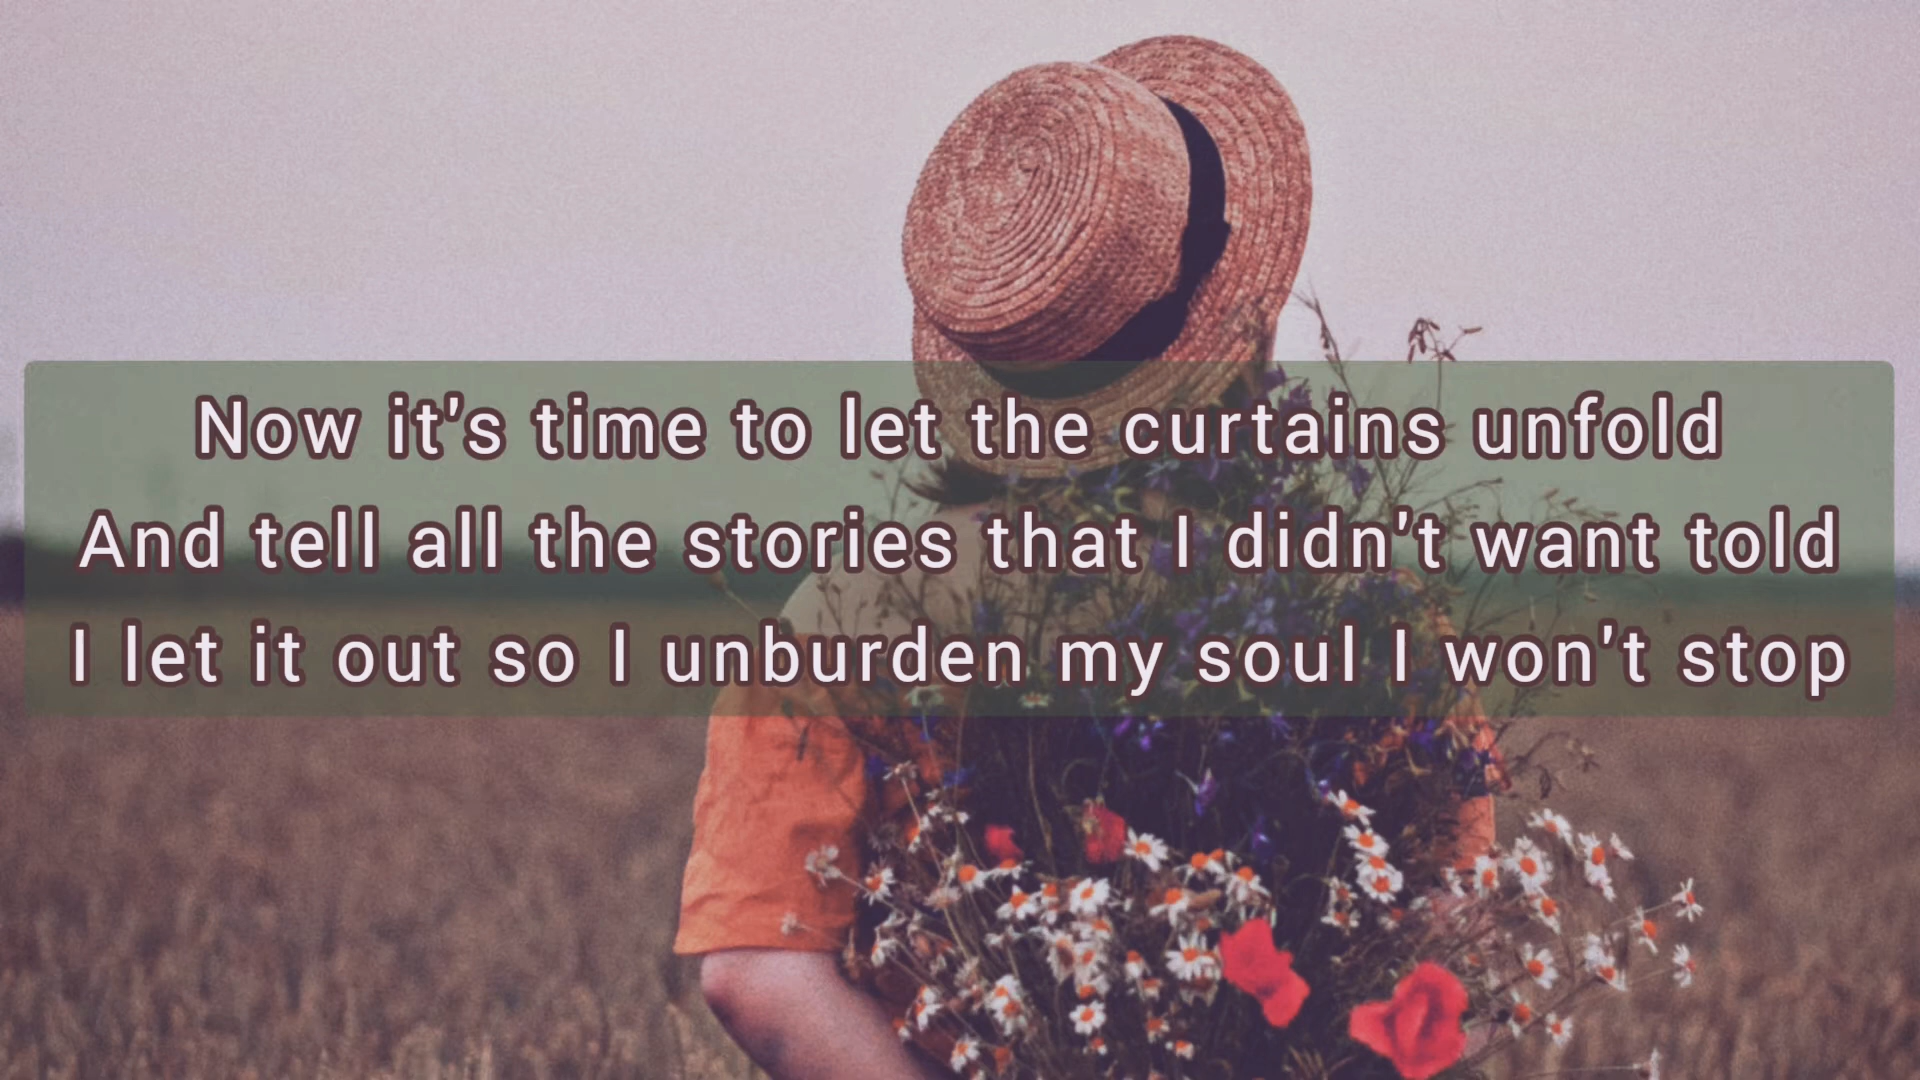 Now it's time to let the curtains unfold
And tell all the stories that I didn't want told
I let it out so I unburden my soul I won't stop